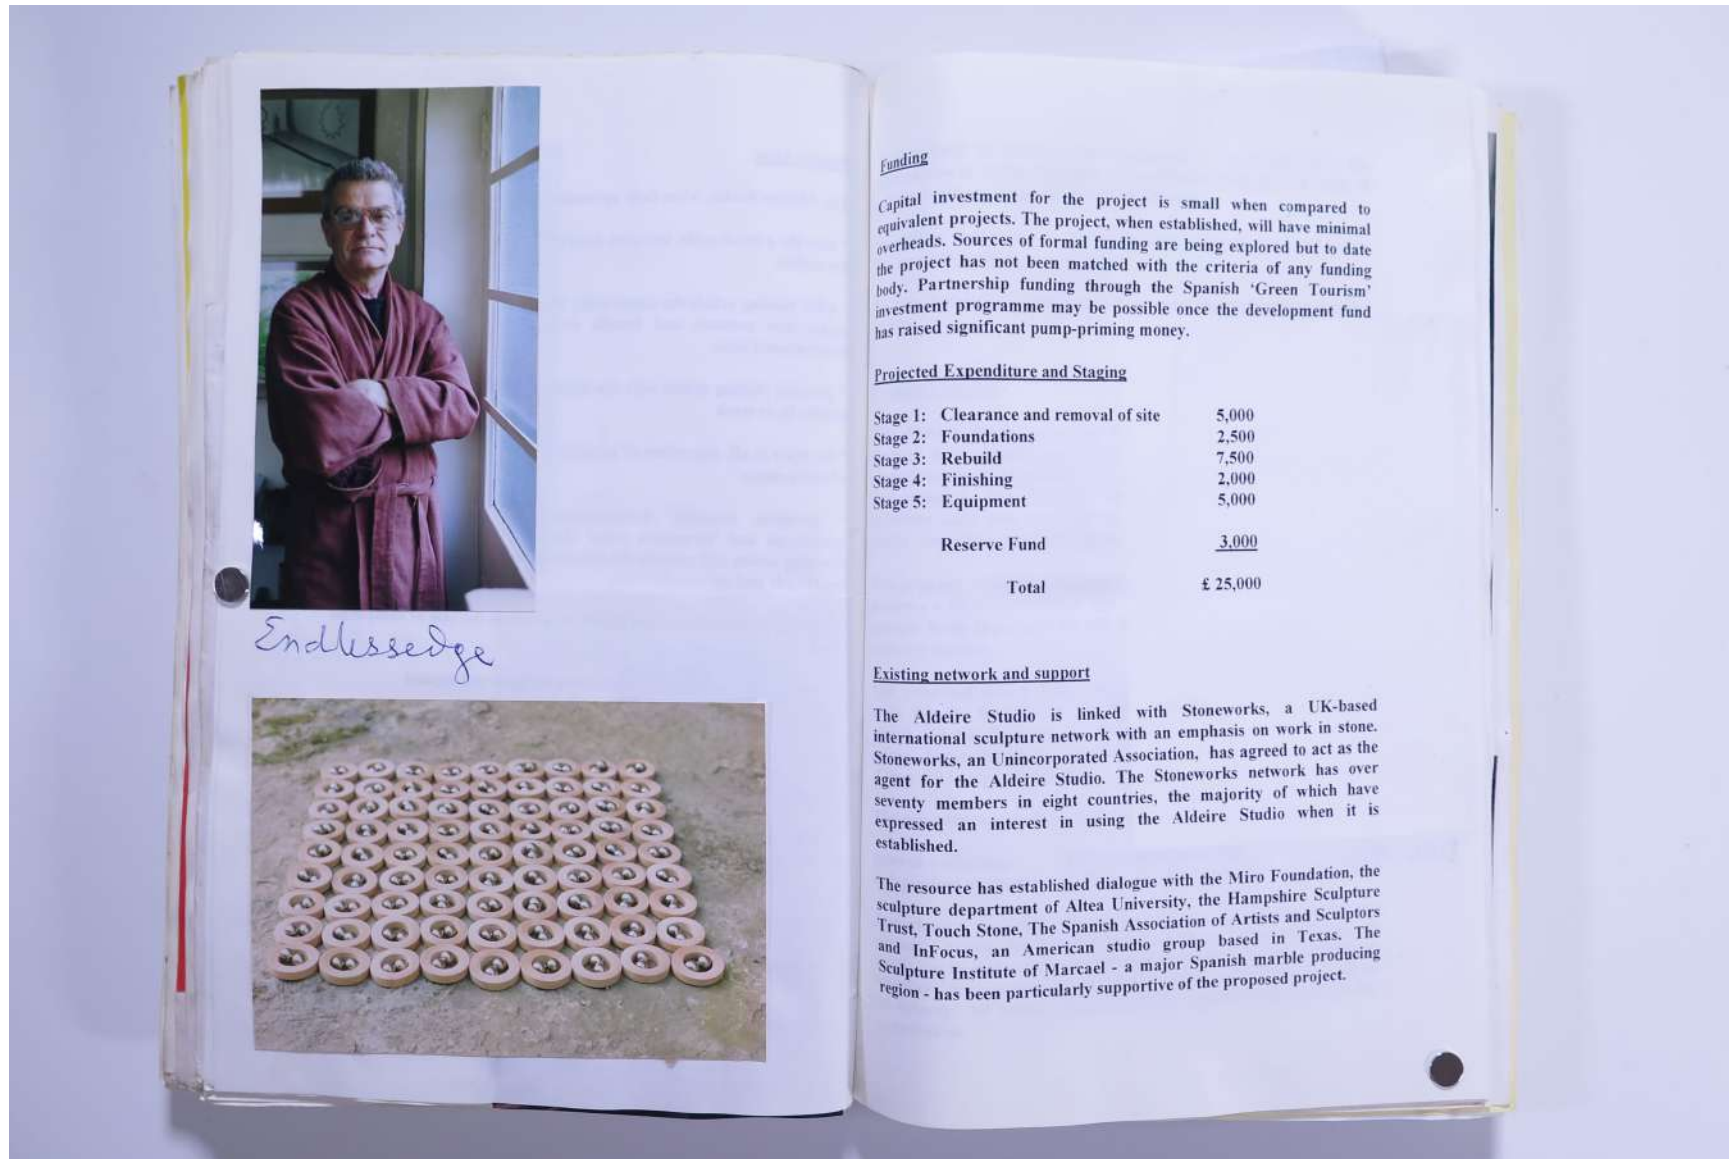 Endlessedge
Funding
Capital investment for the project is small when compared to
equivalent projects. The project, when established, will have minimal
overheads. Sources of formal funding are being explored but to date
the project has not been matched with the criteria of any funding
body. Partnership funding through the Spanish ‘Green Tourism’
investment programme may be possible once the development fund
has raised significant pump-priming money.
Projected Expenditure and Staging
Stage 1: Clearance and removal of site 5,000
Stage 2: Foundations 2,500
Stage 3: Rebuild 7,500
Stage 4: Finishing 2,000
Stage 5: Equipment 5,000
Reserve Fund 3,000
Total £ 25,000
Existing network and support
The Aldeire Studio is linked with Stoneworks, a UK-based
international sculpture network with an emphasis on work in stone.
Stoneworks, an Unincorporated Association, has agreed to act as the
agent for the Aldeire Studio. The Stoneworks network has over
seventy members in eight countries, the majority of which have
expressed an interest in using the Aldeire Studio when it is
established.
The resource has established dialogue with the Miro Foundation, the
sculpture department of Altea University, the Hampshire Sculpture
Trust, Touch Stone, The Spanish Association of Artists and Sculptors
and InFocus, an American studio group based in Texas. The
Sculpture Institute of Marcael - a major Spanish marble producing
region - has been particularly supportive of the proposed project.